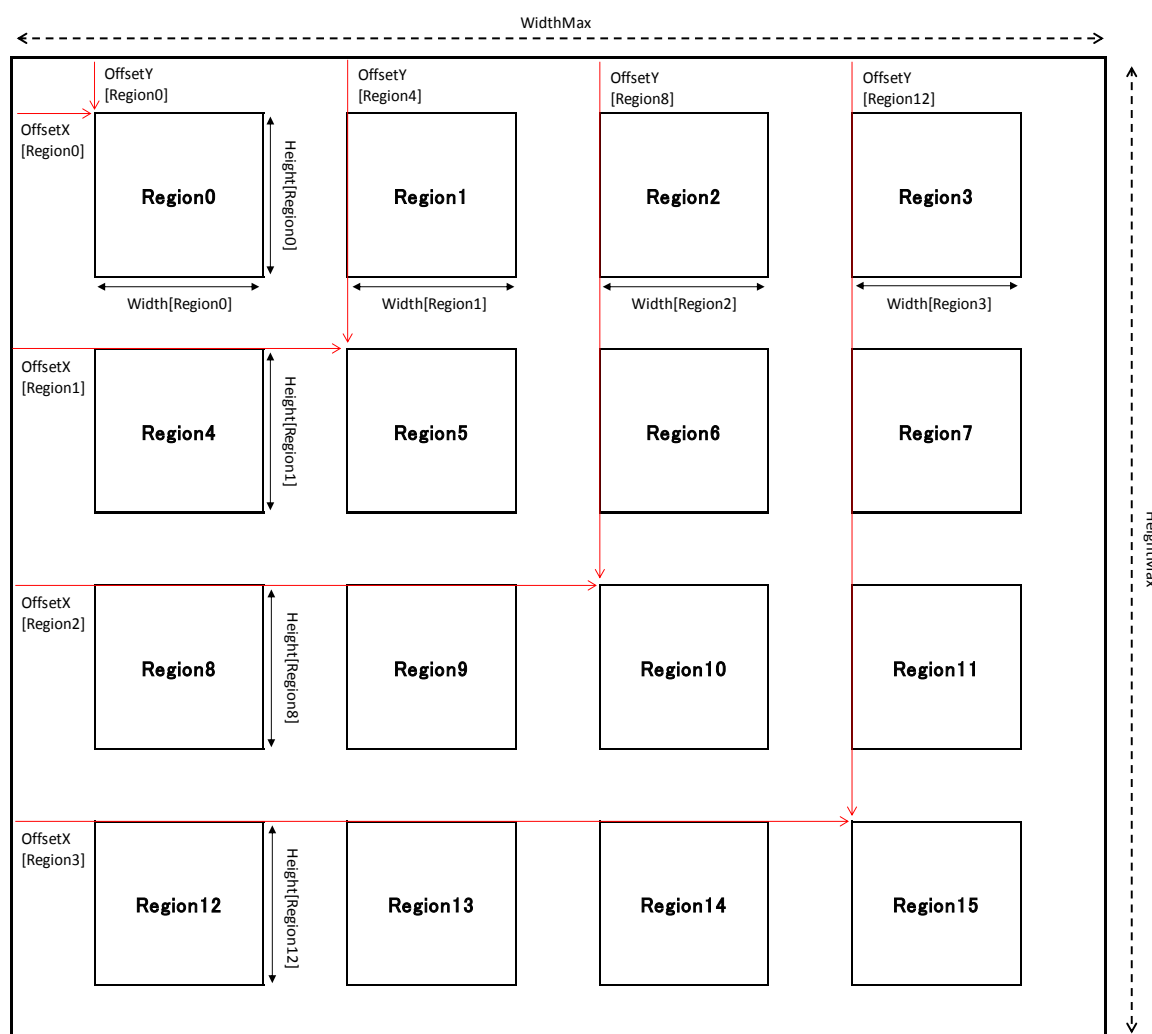 WidthMax
OffsetY
[Region0]
OffsetY
[Region4]
OffsetY
[Region8]
OffsetY
[Region12]
OffsetX
[Region0]
Region0
Height[Region0]
Region1
Region2
Region3
Width[Region0]
Width[Region1]
Width[Region2]
Width[Region3]
OffsetX
[Region1]
Region4
Height[Region1]
Region5
Region6
Region7
HeightMax
OffsetX
[Region2]
Region8
Height[Region8]
Region9
Region10
Region11
OffsetX
[Region3]
Region12
Height[Region12]
Region13
Region14
Region15